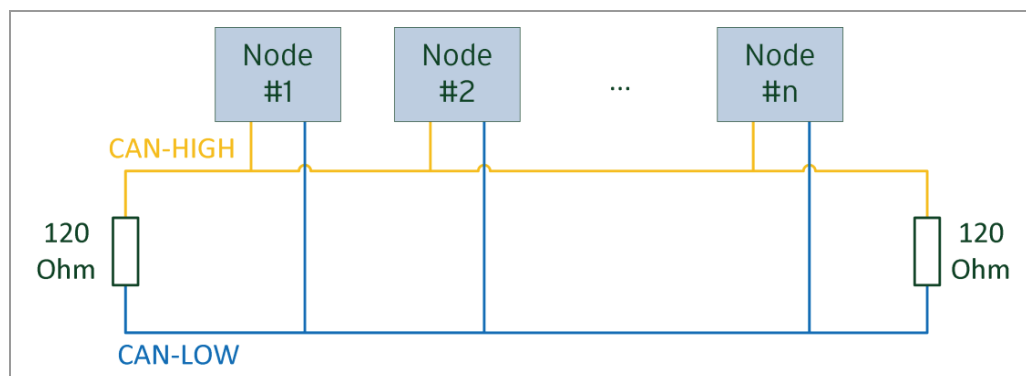 Node
#1
Node
#2
...
Node
#n
CAN-HIGH
120
Ohm
120
Ohm
CAN-LOW